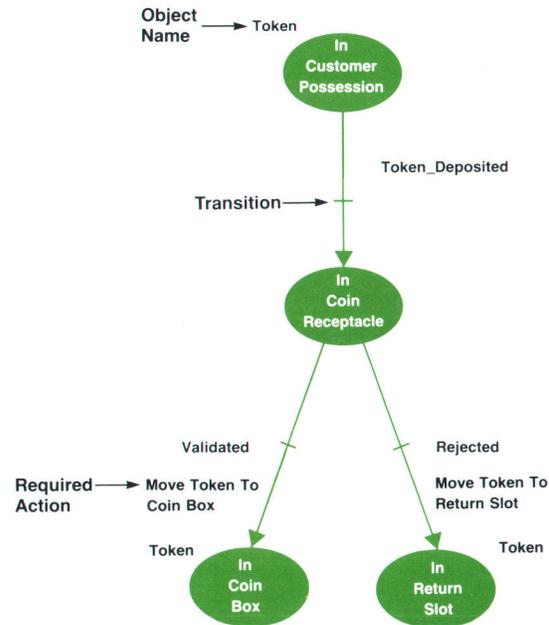 Object
Name
Token
In
Customer
Possession
Token_Deposited
Transition
In
Coin
Receptacle
Validated
Rejected
Required
Action
Move Token To
Coin Box
Move Token To
Return Slot
Token
Token
In
Coin
Box
In
Return
Slot